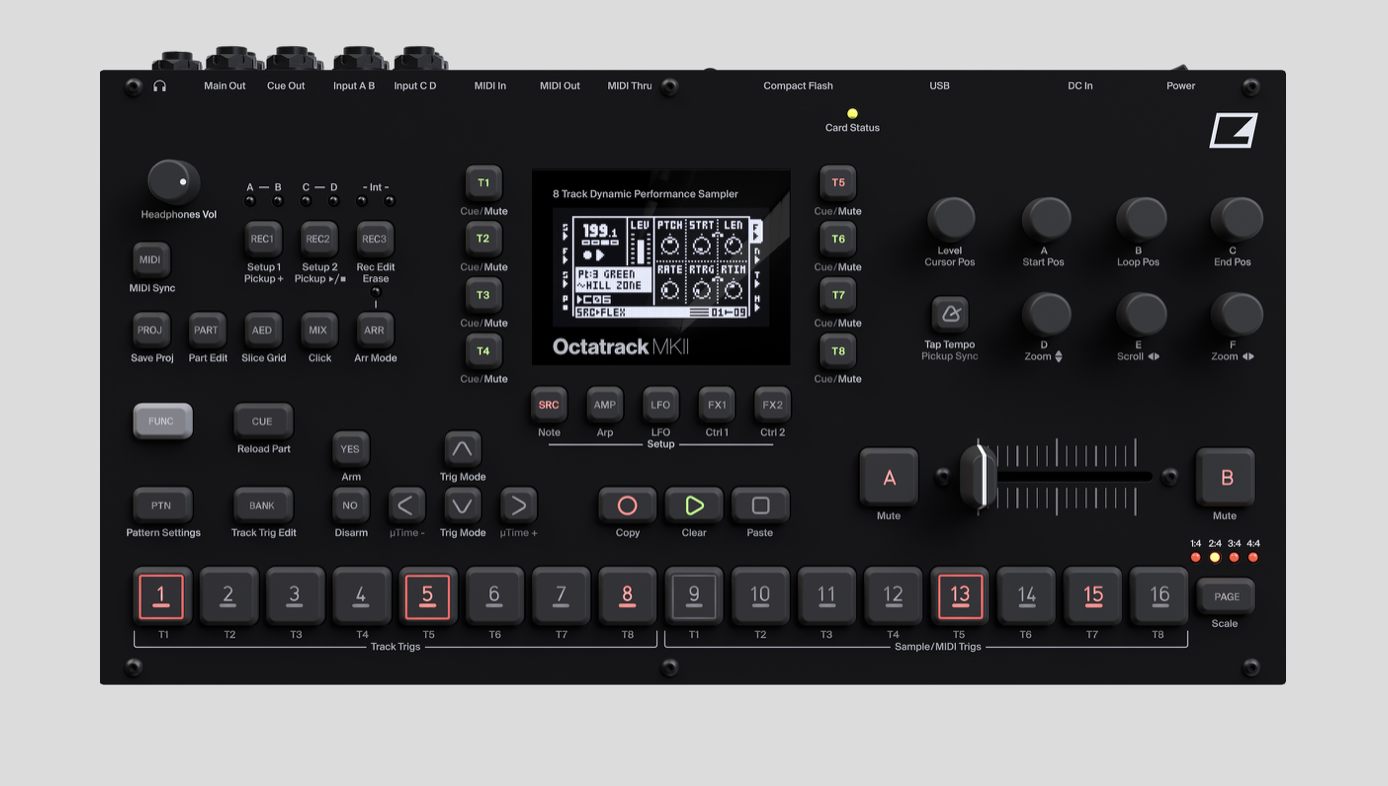 Main Out Cue Out Input A B Input C D MIDI In MIDI Out MIDI Thru Compact Flash USB DC In Power
Card Status
Headphones Vol
A — B C — D - Int -
MIDI
MIDI Sync
REC1 REC2 REC3
Setup 1 Setup 2 Rec Edit
Pickup + Pickup ▸/■ Erase
PROJ PART AED MIX ARR
Save Proj Part Edit Slice Grid Click Arr Mode
T1
Cue/Mute
T2
Cue/Mute
T3
Cue/Mute
T4
Cue/Mute
8 Track Dynamic Performance Sampler
199.1
LEV PTCH STRT LEN
RATE RTRG RTIM
Pt:3 GREEN
~HILL ZONE
▸C06
SRC▸FLEX 01←09
Octatrack MKII
T5
Cue/Mute
T6
Cue/Mute
T7
Cue/Mute
T8
Cue/Mute
Level A B C
Cursor Pos Start Pos Loop Pos End Pos
Tap Tempo D E F
Pickup Sync Zoom Scroll Zoom
SRC AMP LFO FX1 FX2
Note Arp LFO Ctrl 1 Ctrl 2
Setup
FUNC CUE
Reload Part
YES
Arm Trig Mode
PTN BANK NO
Pattern Settings Track Trig Edit Disarm µTime - Trig Mode µTime + Copy Clear Paste
A B
Mute Mute
1:4 2:4 3:4 4:4
1 2 3 4 5 6 7 8 9 10 11 12 13 14 15 16 PAGE
Scale
T1 T2 T3 T4 T5 T6 T7 T8 T1 T2 T3 T4 T5 T6 T7 T8
Track Trigs Sample/MIDI Trigs